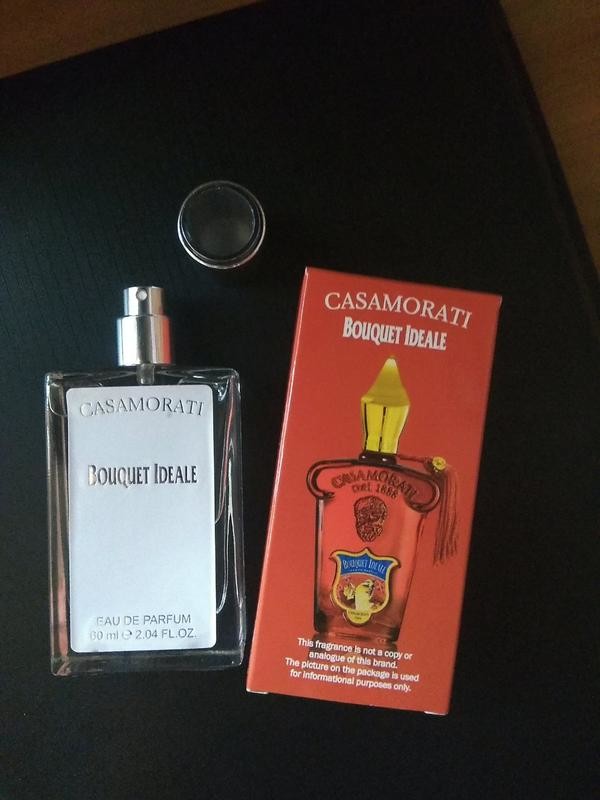 CASAMORATI
BOUQUET IDEALE
EAU DE PARFUM
60 ml e 2.04 FL.OZ.
CASAMORATI
BOUQUET IDEALE
CASAMORATI
dal 1888
BOUQUET IDEALE
This fragrance is not a copy or
analogue of this brand.
The picture on the package is used
for informational purposes only.